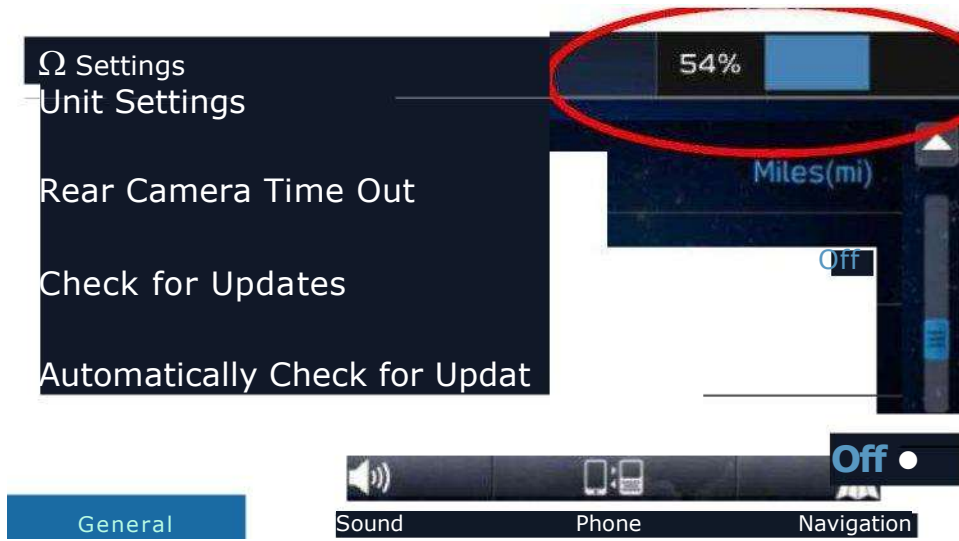 Ω Settings
54%
Unit Settings
Miles(mi)
Rear Camera Time Out
Off
Check for Updates
Automatically Check for Updat
Off
General
Sound
Phone
Navigation